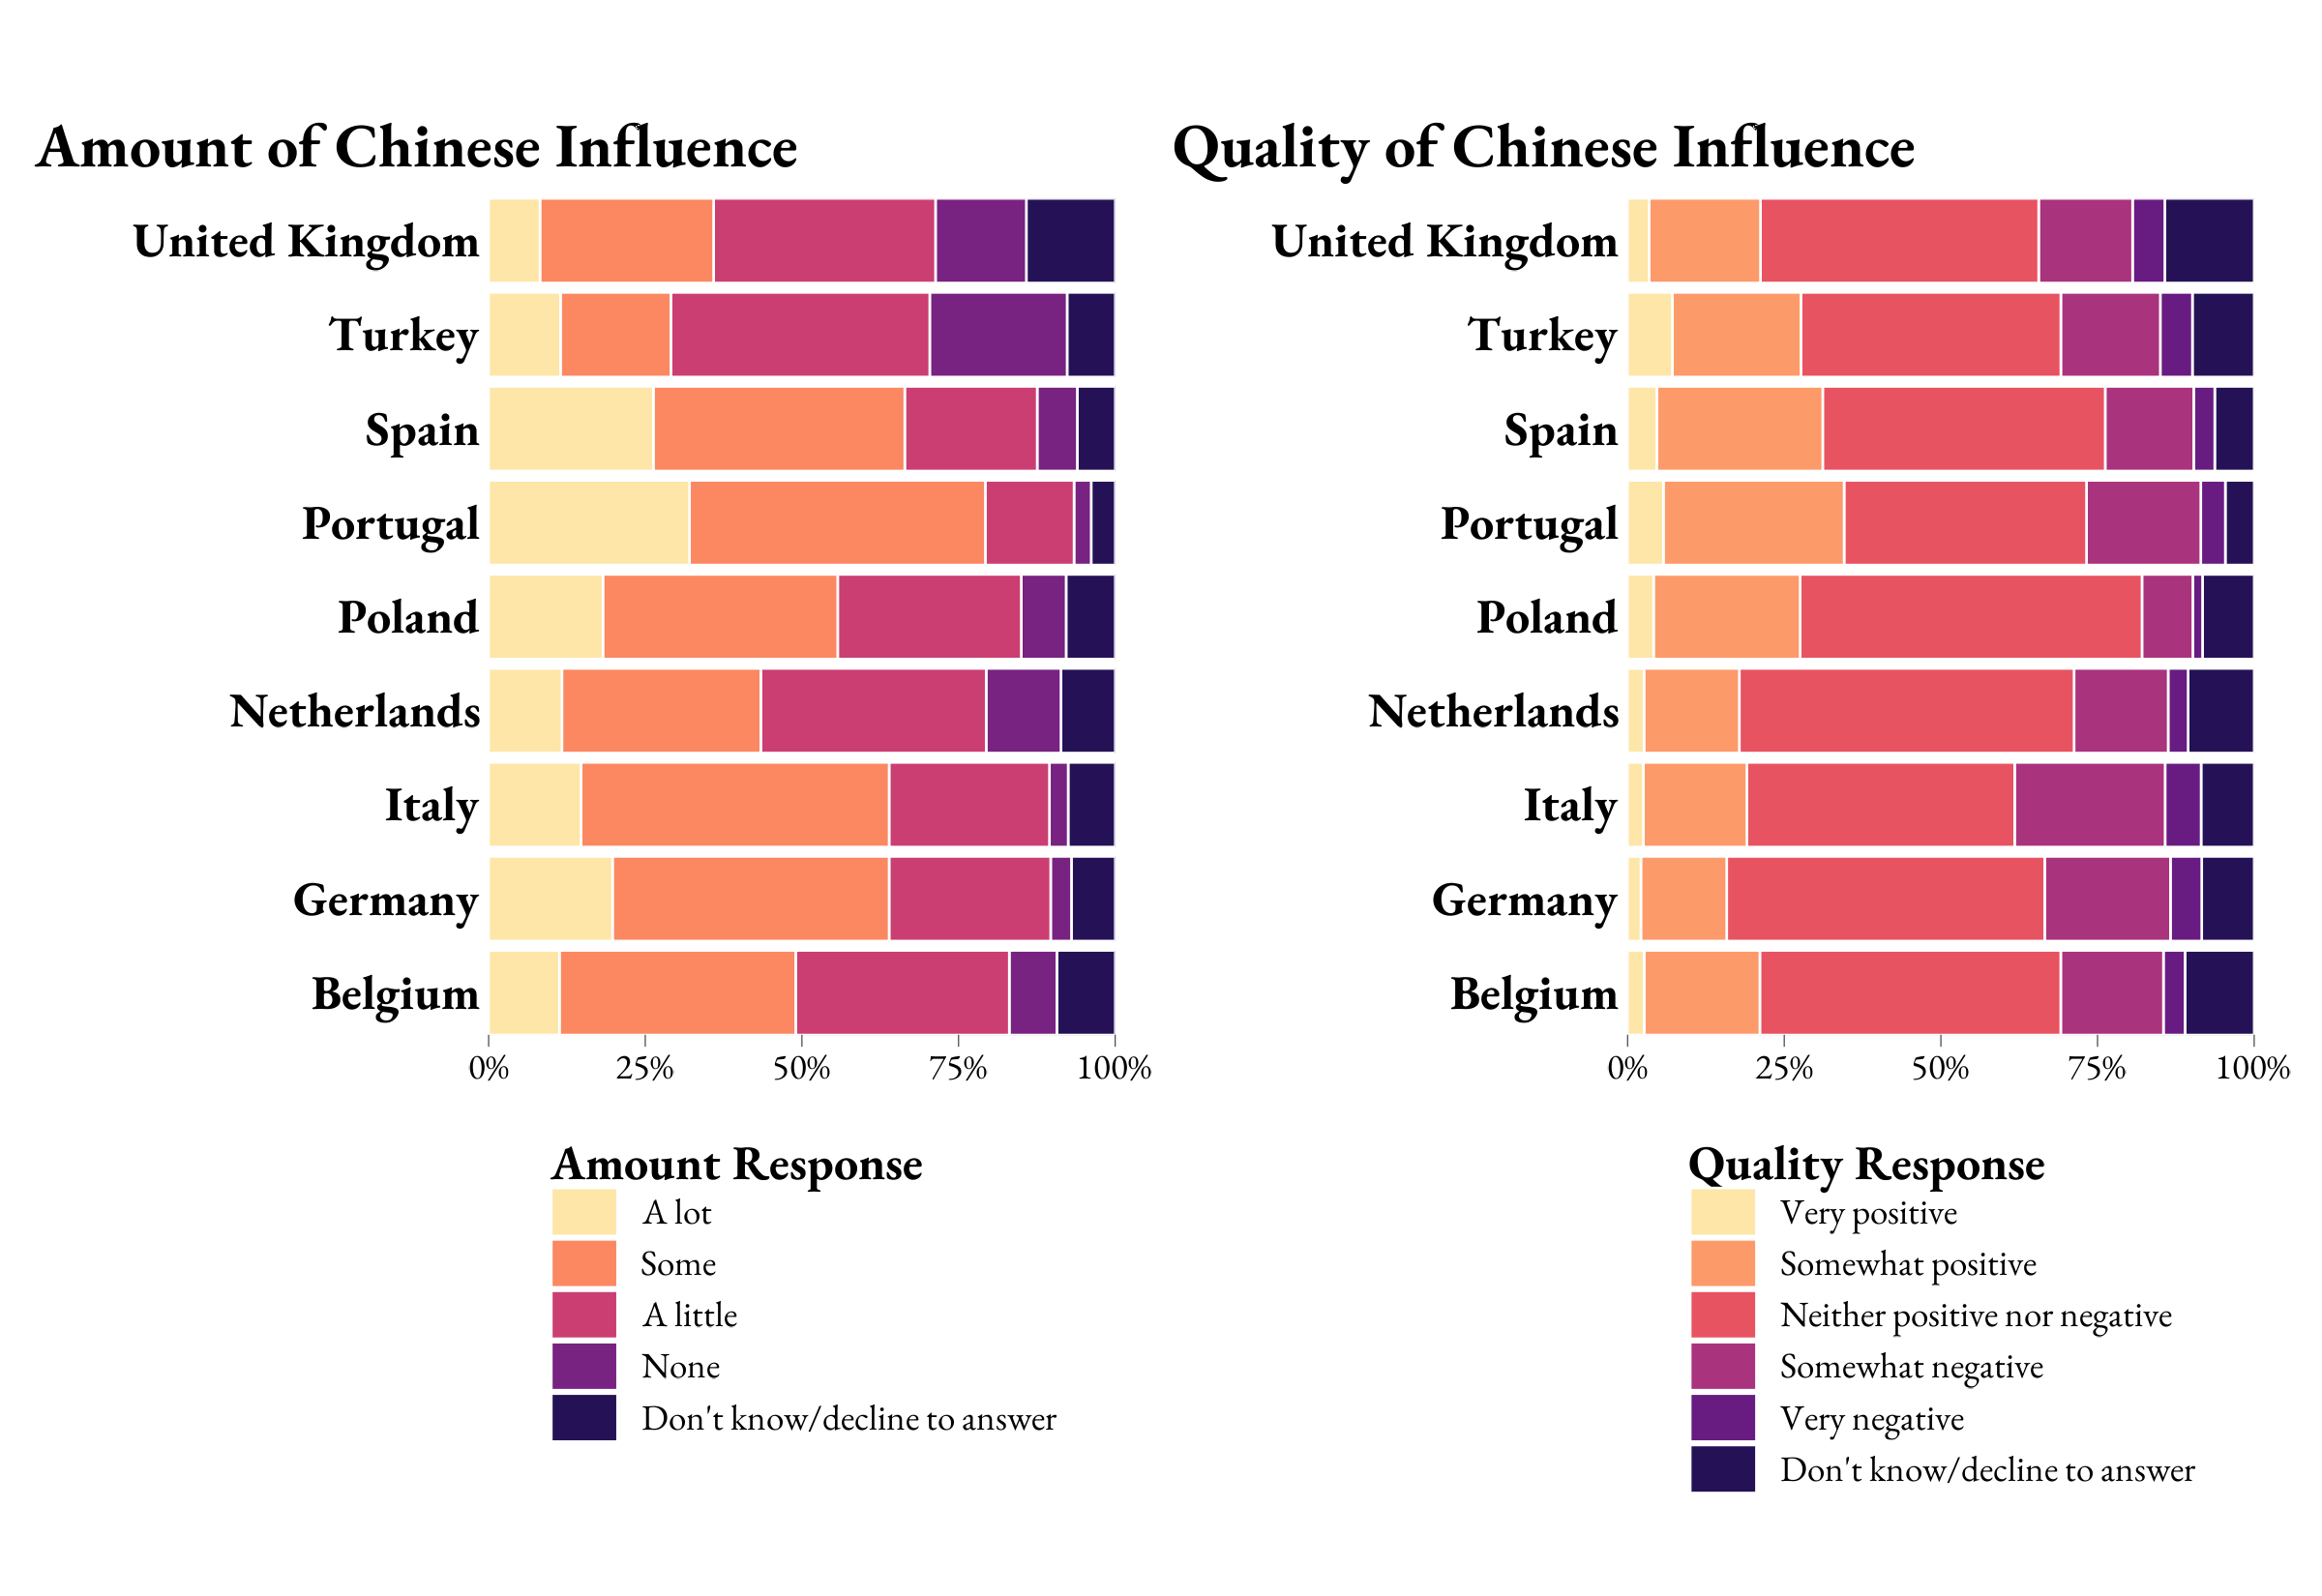 Amount of Chinese Influence
United Kingdom
Turkey
Spain
Portugal
Poland
Netherlands
Italy
Germany
Belgium
0% 25% 50% 75% 100%
Amount Response
A lot
Some
A little
None
Don't know/decline to answer
Quality of Chinese Influence
United Kingdom
Turkey
Spain
Portugal
Poland
Netherlands
Italy
Germany
Belgium
0% 25% 50% 75% 100%
Quality Response
Very positive
Somewhat positive
Neither positive nor negative
Somewhat negative
Very negative
Don't know/decline to answer